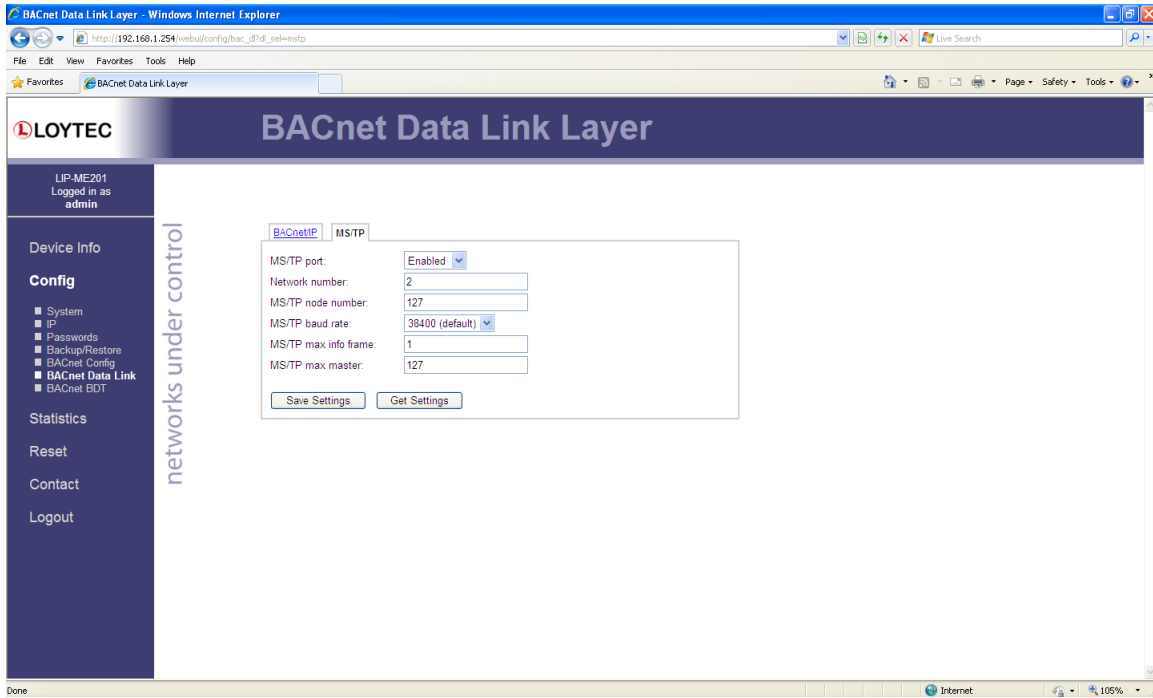 BACnet Data Link Layer - Windows Internet Explorer
http://192.168.1.254/webui/config/bac_dl?dl_sel=mstp
Live Search
File Edit View Favorites Tools Help
Favorites
BACnet Data Link Layer
Page Safety Tools
LOYTEC
BACnet Data Link Layer
LIP-ME201
Logged in as
admin
Device Info
Config
System
IP
Passwords
Backup/Restore
BACnet Config
BACnet Data Link
BACnet BDT
Statistics
Reset
Contact
Logout
networks under control
BACnet/IP MS/TP
MS/TP port: Enabled
Network number: 2
MS/TP node number: 127
MS/TP baud rate: 38400 (default)
MS/TP max info frame: 1
MS/TP max master: 127
Save Settings Get Settings
Done
Internet
105%